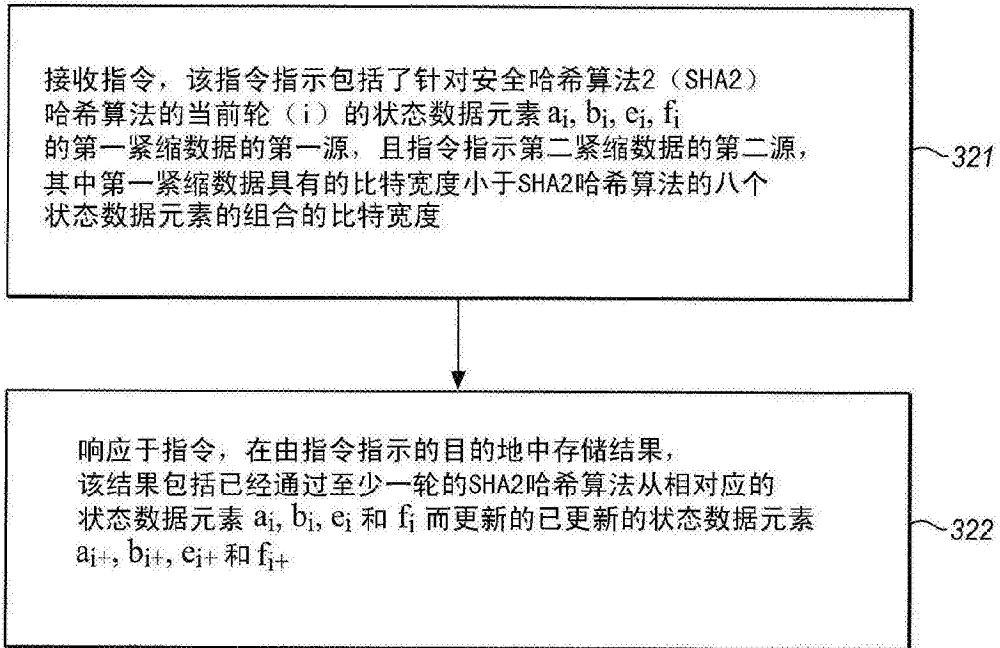 接收指令，该指令指示包括了针对安全哈希算法2（SHA2）
哈希算法的当前轮（i）的状态数据元素 ai, bi, ei, fi
的第一紧缩数据的第一源，且指令指示第二紧缩数据的第二源，
其中第一紧缩数据具有的比特宽度小于SHA2哈希算法的八个
状态数据元素的组合的比特宽度
321
响应于指令，在由指令指示的目的地中存储结果，
该结果包括已经通过至少一轮的SHA2哈希算法从相对应的
状态数据元素 ai, bi, ei 和 fi 而更新的已更新的状态数据元素
ai+, bi+, ei+ 和 fi+
322